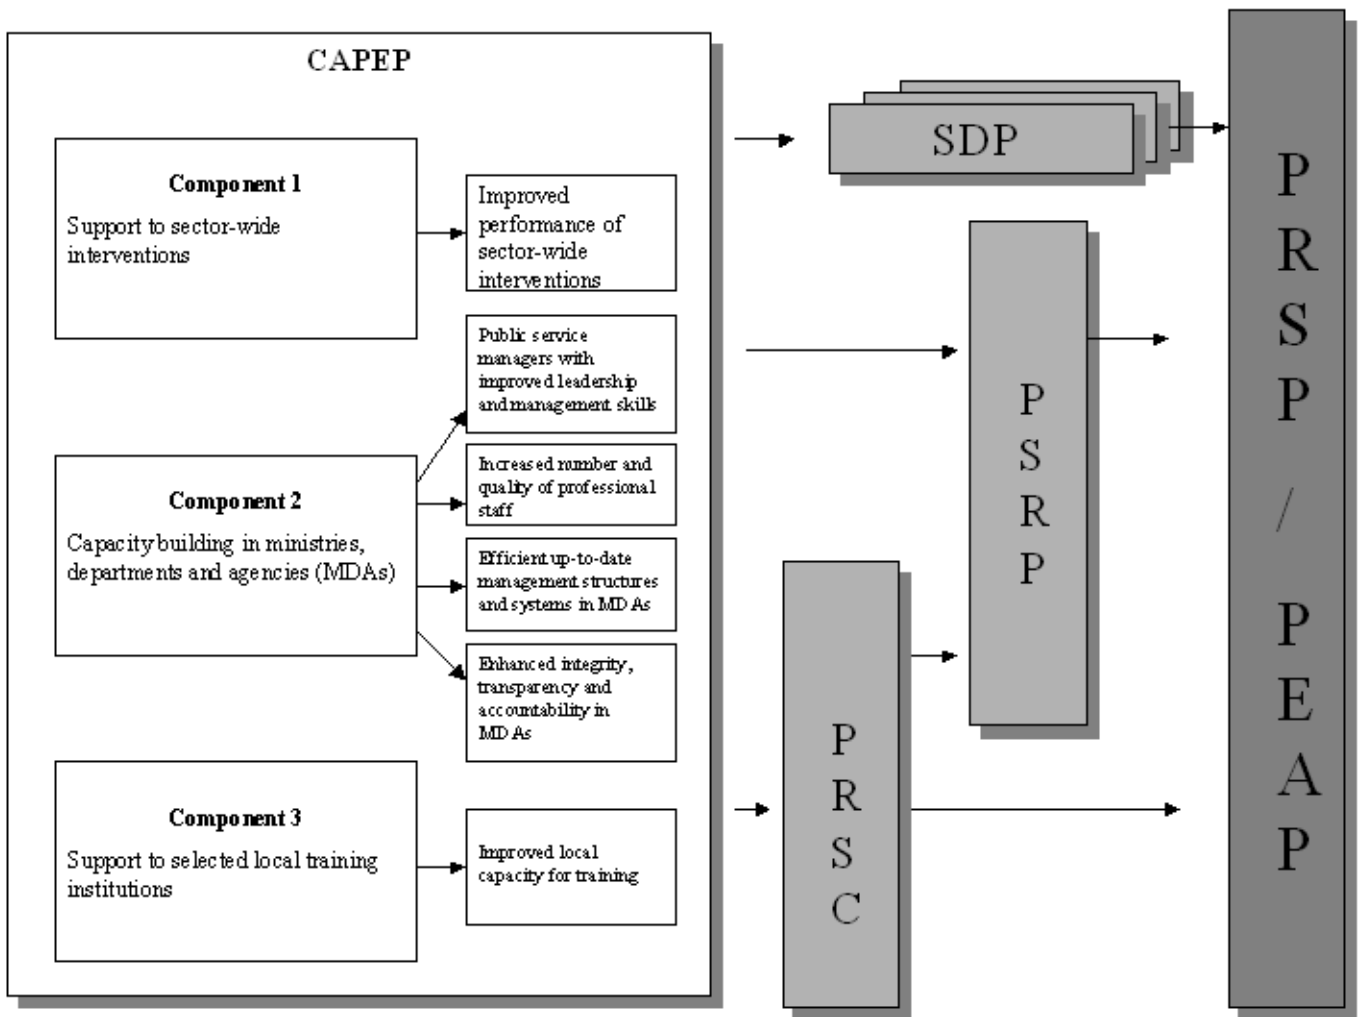 CAPEP
Component 1
Support to sector-wide
interventions
Improved
performance of
sector-wide
interventions
Public service
managers with
improved leadership
and management skills
Component 2
Capacity building in ministries,
departments and agencies (MDAs)
Increased number and
quality of professional
staff
Efficient up-to-date
management structures
and systems in MDAs
Enhanced integrity,
transparency and
accountability in
MDAs
Component 3
Support to selected local training
institutions
Improved local
capacity for training
SDP
P
S
R
P
P
R
S
C
P
R
S
P
/
P
E
A
P